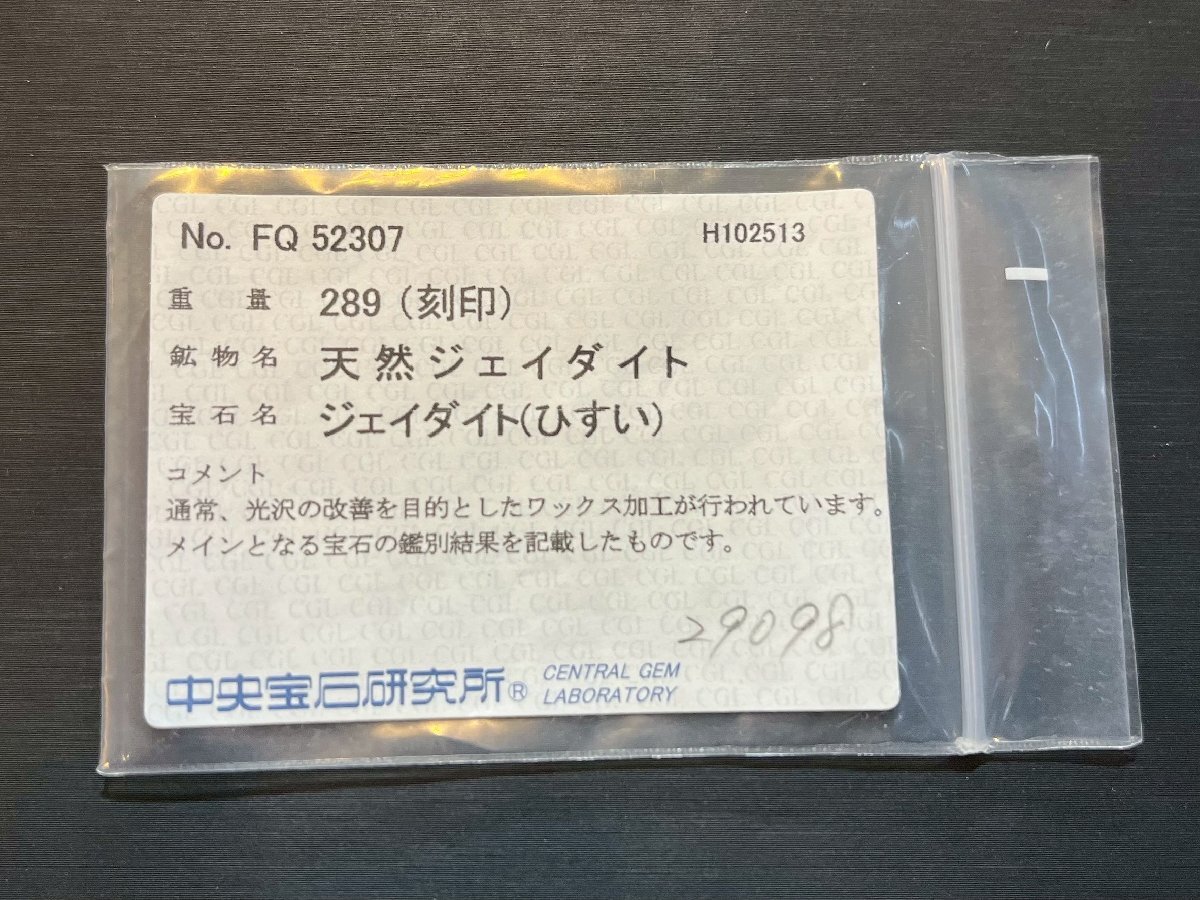 No. FQ 52307 H102513
重量 289 (刻印)
鉱物名 天然ジェイダイト
宝石名 ジェイダイト(ひすい)
コメント
通常、光沢の改善を目的としたワックス加工が行われています。
メインとなる宝石の鑑別結果を記載したものです。
29098
中央宝石研究所® CENTRAL GEM
LABORATORY